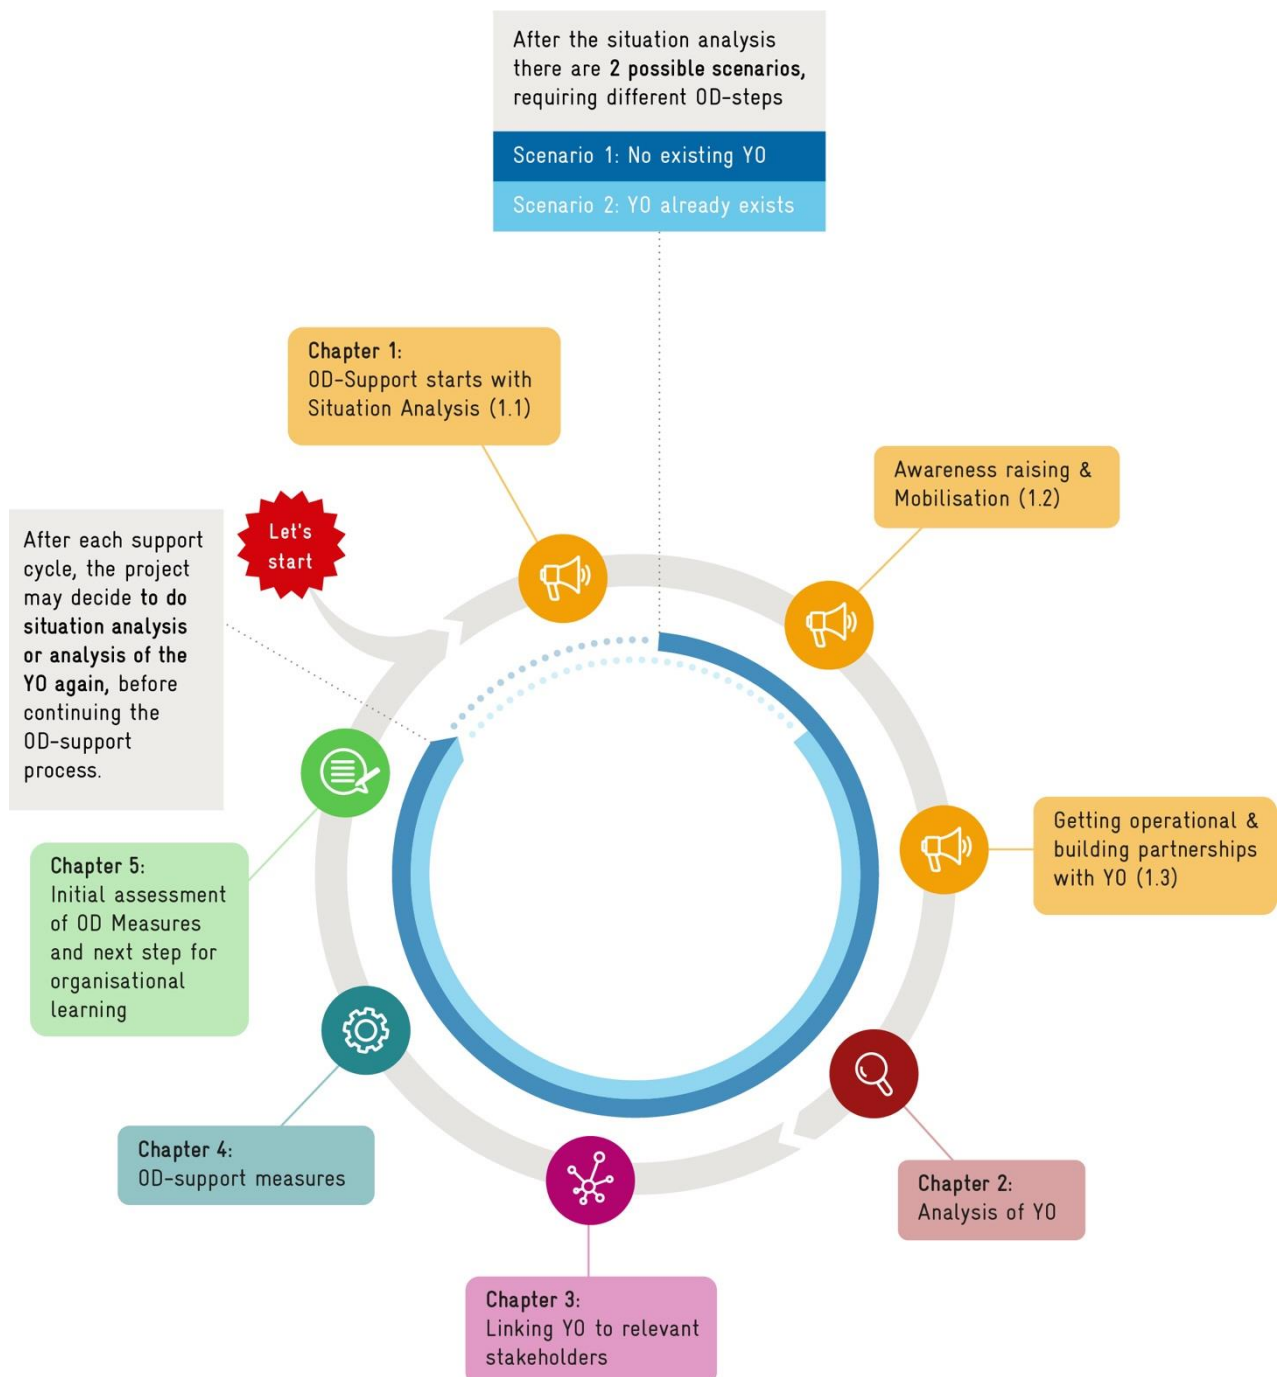 After the situation analysis
there are 2 possible scenarios,
requiring different OD-steps
Scenario 1: No existing YO
Scenario 2: YO already exists
Chapter 1:
OD-Support starts with
Situation Analysis (1.1)
Awareness raising &
Mobilisation (1.2)
Let's
start
After each support
cycle, the project
may decide to do
situation analysis
or analysis of the
YO again, before
continuing the
OD-support
process.
Getting operational &
building partnerships
with YO (1.3)
Chapter 5:
Initial assessment
of OD Measures
and next step for
organisational
learning
Chapter 4:
OD-support measures
Chapter 2:
Analysis of YO
Chapter 3:
Linking YO to relevant
stakeholders